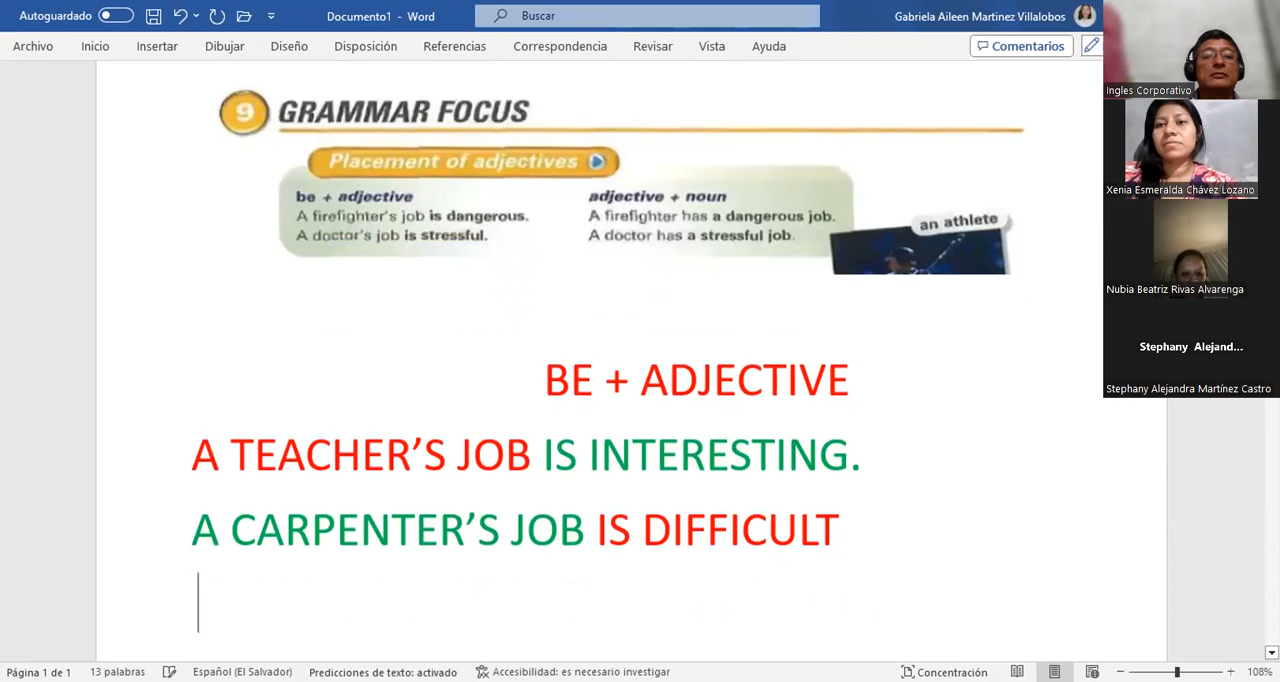 Autoguardado
Documento1 - Word
Buscar
Gabriela Aileen Martinez Villalobos
Archivo Inicio Insertar Dibujar Diseño Disposición Referencias Correspondencia Revisar Vista Ayuda
Comentarios
9 GRAMMAR FOCUS
Placement of adjectives
be + adjective
A firefighter's job is dangerous.
A doctor's job is stressful.
adjective + noun
A firefighter has a dangerous job.
A doctor has a stressful job.
an athlete
BE + ADJECTIVE
A TEACHER’S JOB IS INTERESTING.
A CARPENTER’S JOB IS DIFFICULT
Ingles Corporativo
Xenia Esmeralda Chávez Lozano
Nubia Beatriz Rivas Alvarenga
Stephany Alejand...
Stephany Alejandra Martínez Castro
Página 1 de 1 13 palabras Español (El Salvador) Predicciones de texto: activado Accesibilidad: es necesario investigar Concentración 108%